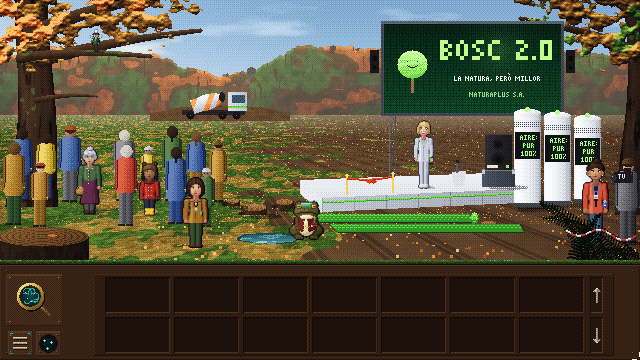 BOSC 2.0
LA NATURA, PERÒ MILLOR
NATURAPLUS S.A.
AIRE:
PUR
100%
AIRE:
PUR
100%
AIRE:
PUR
100%
TV